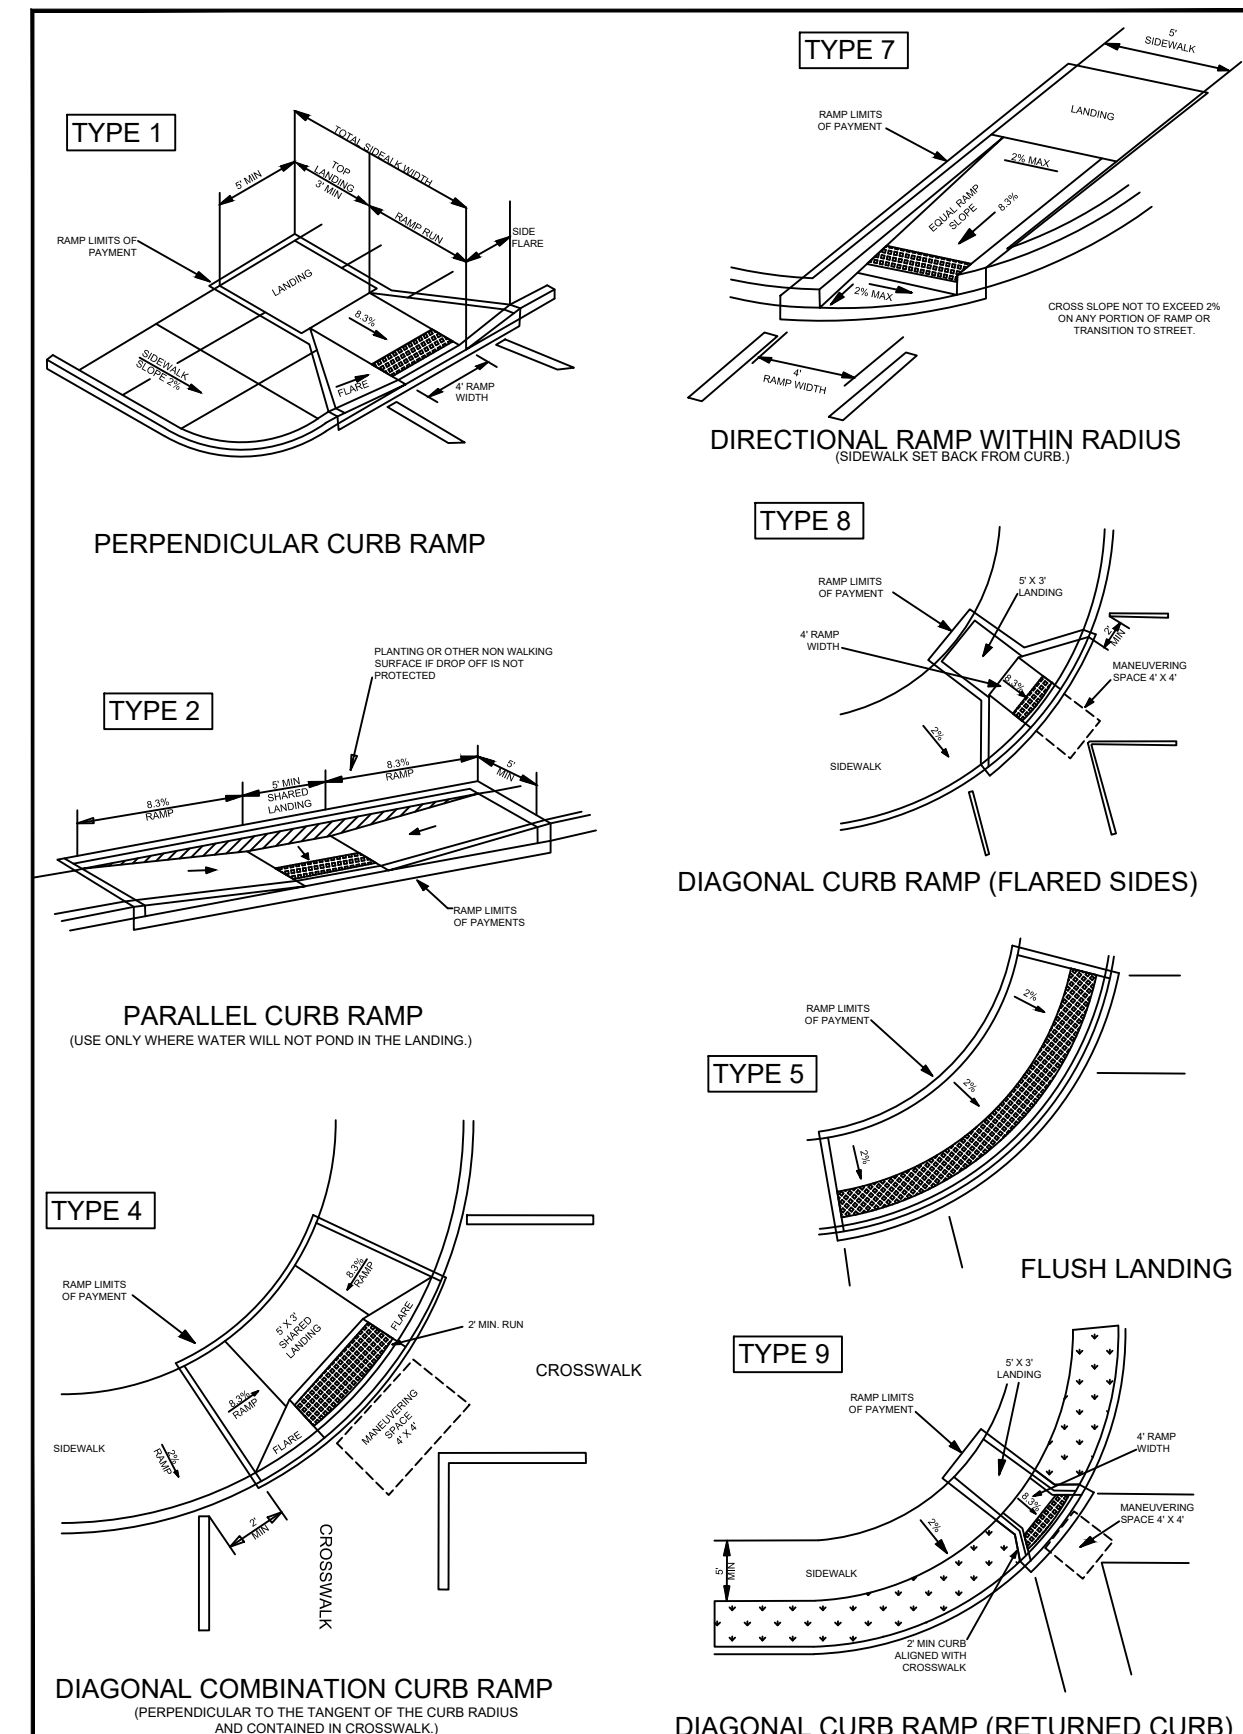 TYPE 1
5' MIN
TOTAL SIDEALK WIDTH
TOP
LANDING
3' MIN
RAMP RUN
SIDE
FLARE
RAMP LIMITS OF
PAYMENT
LANDING
8.3%
SIDEWALK
SLOPE 2%
FLARE
4' RAMP
WIDTH
PERPENDICULAR CURB RAMP
TYPE 2
PLANTING OR OTHER NON WALKING
SURFACE IF DROP OFF IS NOT
PROTECTED
8.3%
RAMP
5' MIN
SHARED
LANDING
8.3%
RAMP
5'
MIN
RAMP LIMITS
OF PAYMENTS
PARALLEL CURB RAMP
(USE ONLY WHERE WATER WILL NOT POND IN THE LANDING.)
TYPE 4
RAMP LIMITS
OF PAYMENT
8.3%
RAMP
5' X 3'
SHARED
LANDING
FLARE
2' MIN. RUN
CROSSWALK
8.3%
RAMP
MANEUVERING
SPACE
4' X 4'
FLARE
SIDEWALK
2%
RAMP
2'
MIN
CROSSWALK
DIAGONAL COMBINATION CURB RAMP
(PERPENDICULAR TO THE TANGENT OF THE CURB RADIUS
AND CONTAINED IN CROSSWALK.)
TYPE 7
5'
SIDEWALK
RAMP LIMITS
OF PAYMENT
LANDING
2% MAX
EQUAL RAMP
SLOPE
8.3%
2% MAX
CROSS SLOPE NOT TO EXCEED 2%
ON ANY PORTION OF RAMP OR
TRANSITION TO STREET.
4'
RAMP WIDTH
DIRECTIONAL RAMP WITHIN RADIUS
(SIDEWALK SET BACK FROM CURB.)
TYPE 8
RAMP LIMITS
OF PAYMENT
5' X 3'
LANDING
4' RAMP
WIDTH
2'
MIN
MANEUVERING
SPACE 4' X 4'
8.3%
2%
SIDEWALK
DIAGONAL CURB RAMP (FLARED SIDES)
RAMP LIMITS
OF PAYMENT
2%
TYPE 5
2%
2%
FLUSH LANDING
TYPE 9
5' X 3'
LANDING
RAMP LIMITS
OF PAYMENT
4' RAMP
WIDTH
8.3%
MANEUVERING
SPACE 4' X 4'
2%
5'
MIN
SIDEWALK
2' MIN CURB
ALIGNED WITH
CROSSWALK
DIAGONAL CURB RAMP (RETURNED CURB)